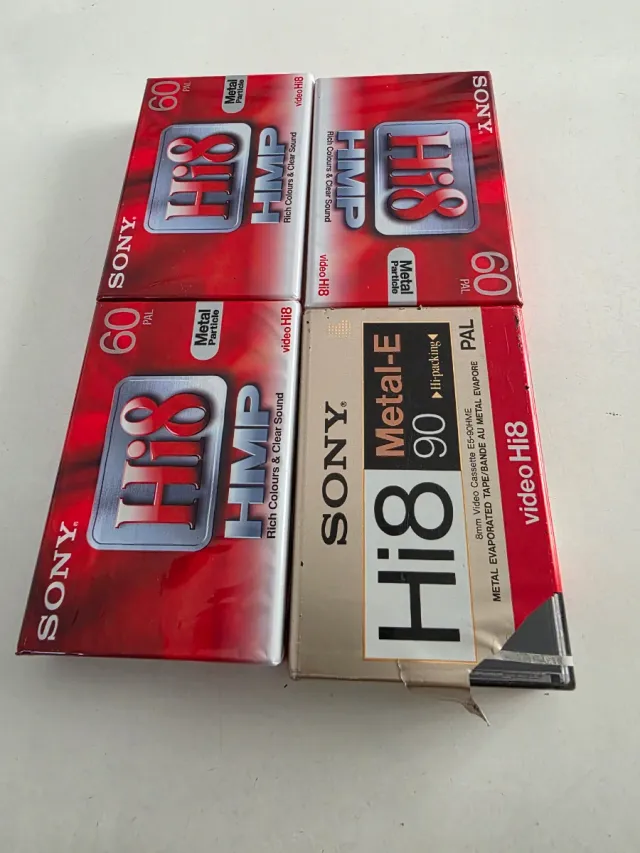 SONY®
Hi8
HMP
Rich Colours & Clear Sound
60
PAL
Metal
Particle
video Hi8
SONY
Hi8
HMP
Rich Colours & Clear Sound
60
PAL
Metal
Particle
video Hi8
SONY®
Hi8
HMP
Rich Colours & Clear Sound
60
PAL
Metal
Particle
video Hi8
SONY®
Hi8
Metal-E
90
▶Hi-packing◀
8mm Video Cassette E5-90HME
METAL EVAPORATED TAPE/BANDE AU METAL EVAPORE
PAL
video Hi8